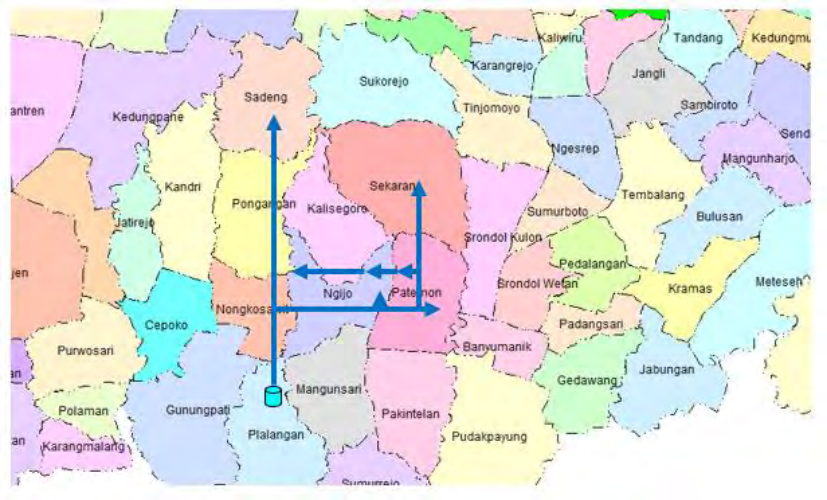 Kaliwiru
Tandang
Kedungmu
Karangrejo
Jangli
Sukorejo
Sadeng
Tinjomoyo
Sambiroto
antren
Kedungpane
Send
Ngesrep
Mangunharjo
Kandri
Sekaran
Tembalang
Pongangan
Kalisegoro
Sumurboto
Bulusan
Jatirejo
Srondol Kulon
Pedalangan
jen
Srondol Wetan
Meteseh
Kramas
Ngijo
Nongkosa
Cepoko
Padangsari
Purwosari
Banyumanik
an
Jabungan
Gedawang
Mangunsari
Polaman
Gunungpati
Pakintelan
Plalangan
Pudakpayung
an
Karangmalang
Sumurrejo